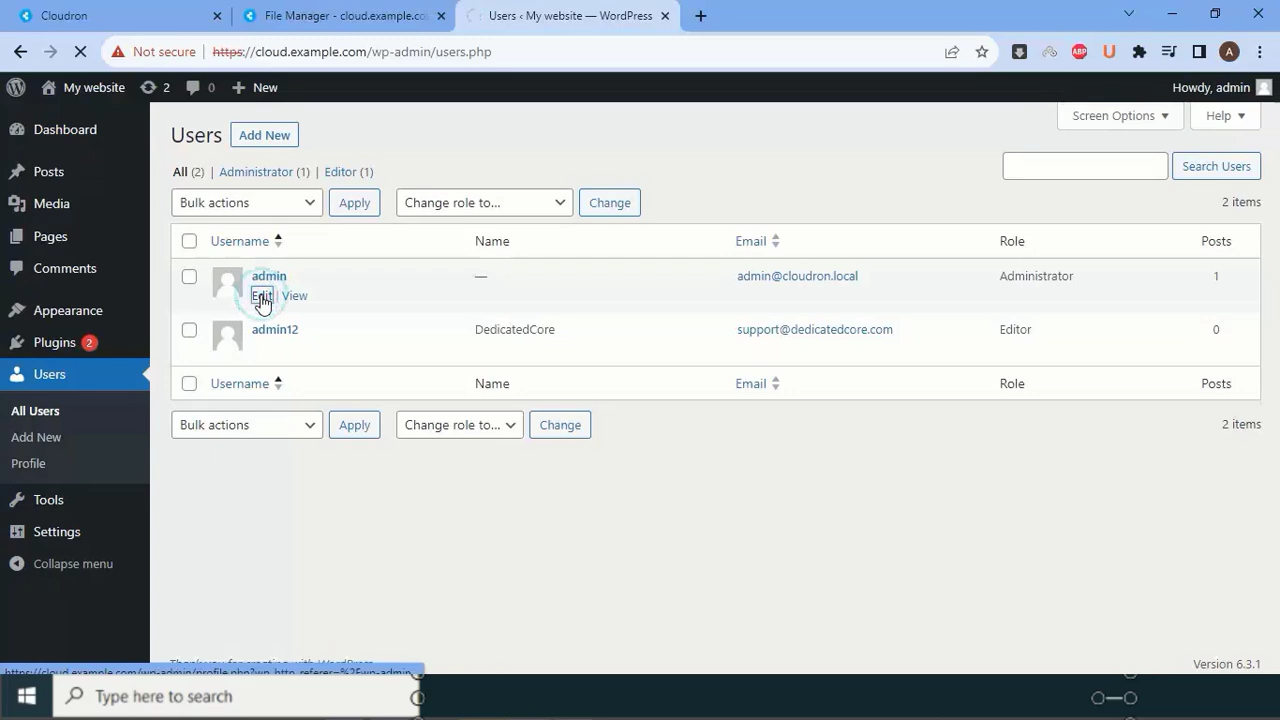 Cloudron
File Manager - cloud.example.co
Users ‹ My website — WordPress
Not secure
https://cloud.example.com/wp-admin/users.php
A
My website
2
0
New
Howdy, admin
Dashboard
Posts
Media
Pages
Comments
Appearance
Plugins 2
Users
All Users
Add New
Profile
Tools
Settings
Collapse menu
Screen Options
Help
Users
Add New
All (2) | Administrator (1) | Editor (1)
Search Users
Bulk actions
Apply
Change role to...
Change
2 items
Username Name Email Role Posts
admin — admin@cloudron.local Administrator 1
Edit | View
admin12 DedicatedCore support@dedicatedcore.com Editor 0
Username Name Email Role Posts
Bulk actions
Apply
Change role to...
Change
2 items
Thank you for creating with WordPress
Version 6.3.1
https://cloud.example.com/wp-admin/profile.php?wp_http_referer=%2Fwp-admin
Type here to search